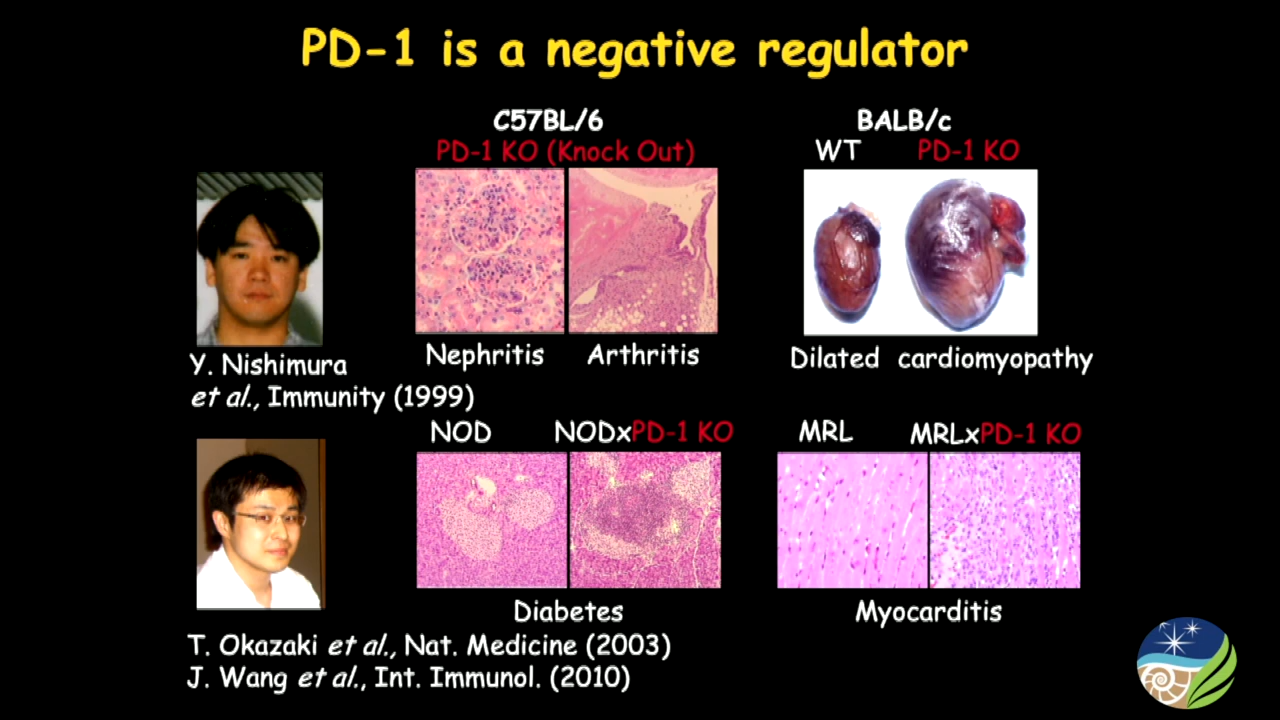 PD-1 is a negative regulator
C57BL/6
PD-1 KO (Knock Out)
BALB/c
WT PD-1 KO
Nephritis Arthritis
Dilated cardiomyopathy
Y. Nishimura
et al., Immunity (1999)
NOD NODxPD-1 KO
MRL MRLxPD-1 KO
Diabetes
Myocarditis
T. Okazaki et al., Nat. Medicine (2003)
J. Wang et al., Int. Immunol. (2010)